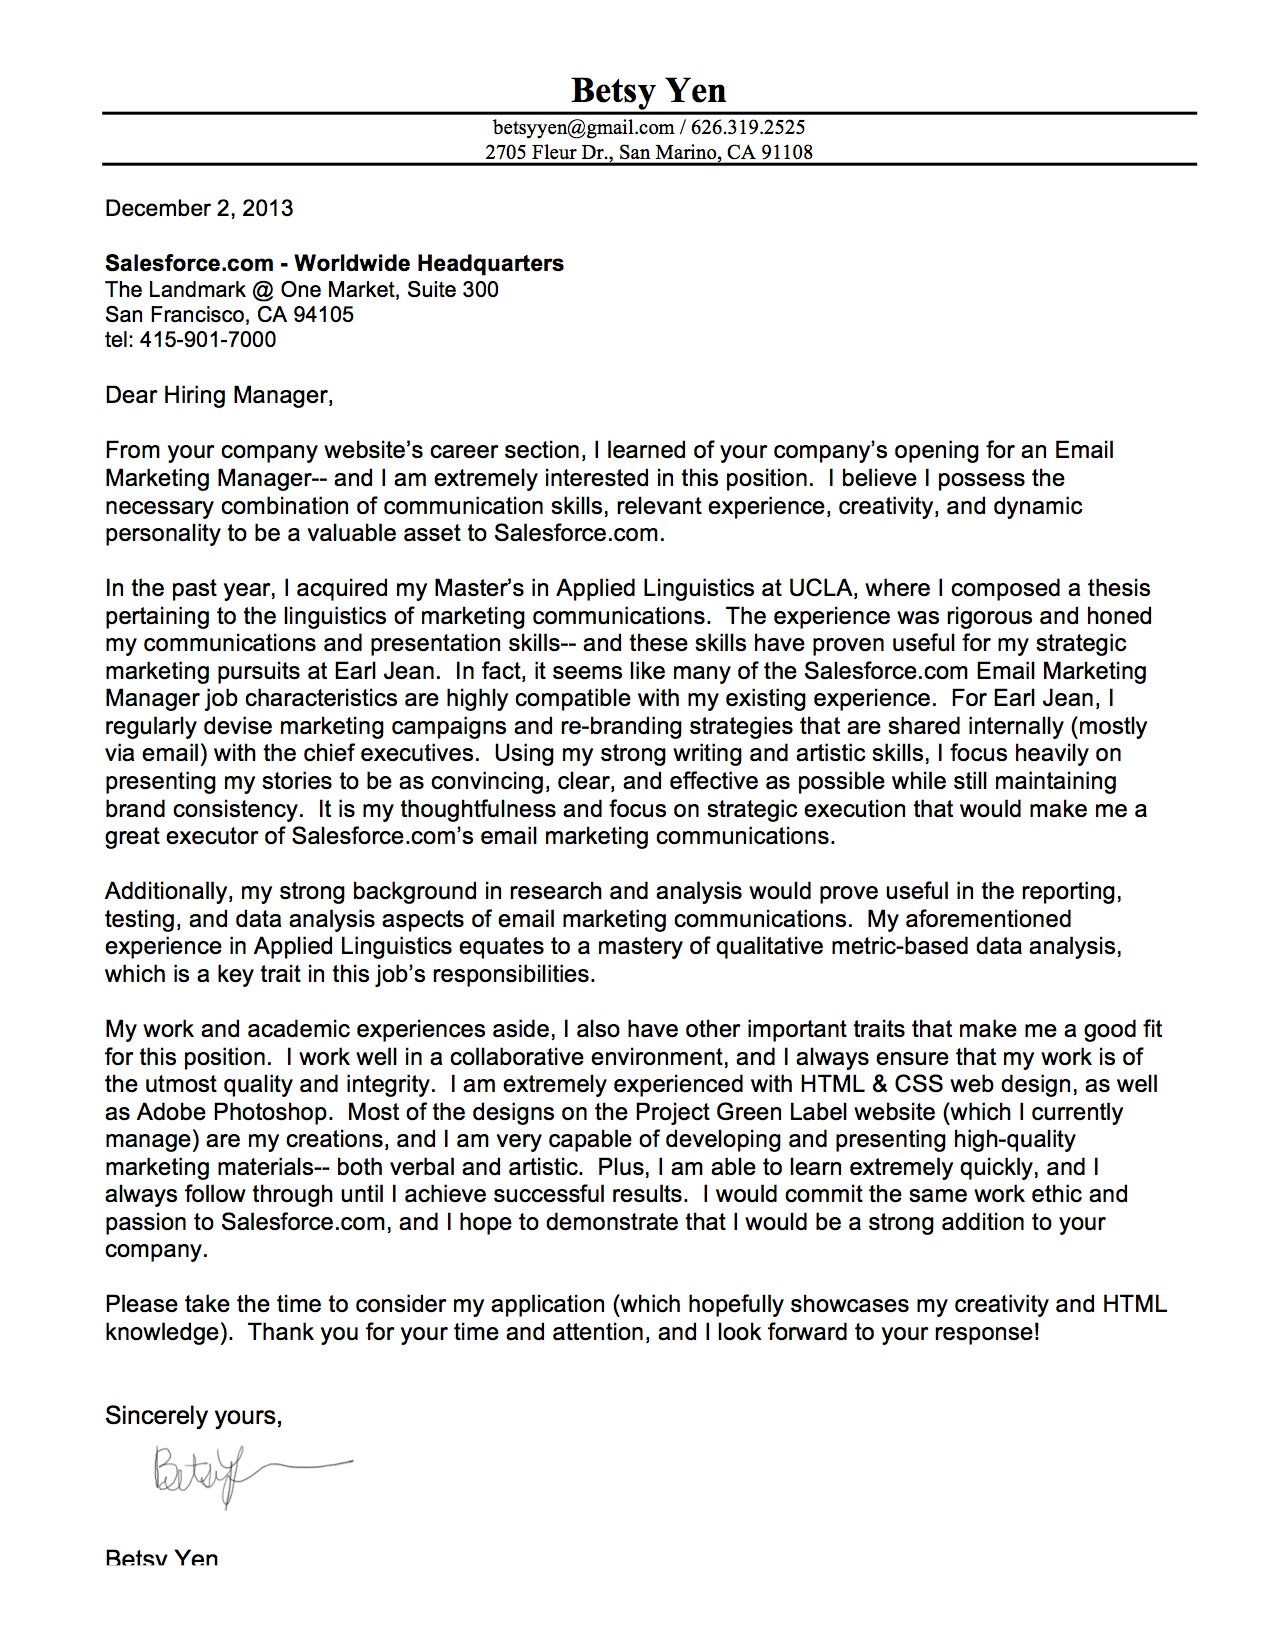 Betsy Yen
betsyyen@gmail.com / 626.319.2525
2705 Fleur Dr., San Marino, CA 91108
December 2, 2013
Salesforce.com - Worldwide Headquarters
The Landmark @ One Market, Suite 300
San Francisco, CA 94105
tel: 415-901-7000
Dear Hiring Manager,
From your company website’s career section, I learned of your company’s opening for an Email
Marketing Manager-- and I am extremely interested in this position.  I believe I possess the
necessary combination of communication skills, relevant experience, creativity, and dynamic
personality to be a valuable asset to Salesforce.com.
In the past year, I acquired my Master’s in Applied Linguistics at UCLA, where I composed a thesis
pertaining to the linguistics of marketing communications.  The experience was rigorous and honed
my communications and presentation skills-- and these skills have proven useful for my strategic
marketing pursuits at Earl Jean.  In fact, it seems like many of the Salesforce.com Email Marketing
Manager job characteristics are highly compatible with my existing experience.  For Earl Jean, I
regularly devise marketing campaigns and re-branding strategies that are shared internally (mostly
via email) with the chief executives.  Using my strong writing and artistic skills, I focus heavily on
presenting my stories to be as convincing, clear, and effective as possible while still maintaining
brand consistency.  It is my thoughtfulness and focus on strategic execution that would make me a
great executor of Salesforce.com’s email marketing communications.
Additionally, my strong background in research and analysis would prove useful in the reporting,
testing, and data analysis aspects of email marketing communications.  My aforementioned
experience in Applied Linguistics equates to a mastery of qualitative metric-based data analysis,
which is a key trait in this job’s responsibilities.
My work and academic experiences aside, I also have other important traits that make me a good fit
for this position.  I work well in a collaborative environment, and I always ensure that my work is of
the utmost quality and integrity.  I am extremely experienced with HTML & CSS web design, as well
as Adobe Photoshop.  Most of the designs on the Project Green Label website (which I currently
manage) are my creations, and I am very capable of developing and presenting high-quality
marketing materials-- both verbal and artistic.  Plus, I am able to learn extremely quickly, and I
always follow through until I achieve successful results.  I would commit the same work ethic and
passion to Salesforce.com, and I hope to demonstrate that I would be a strong addition to your
company.
Please take the time to consider my application (which hopefully showcases my creativity and HTML
knowledge).  Thank you for your time and attention, and I look forward to your response!
Sincerely yours,
BetsyY
Betsy Yen